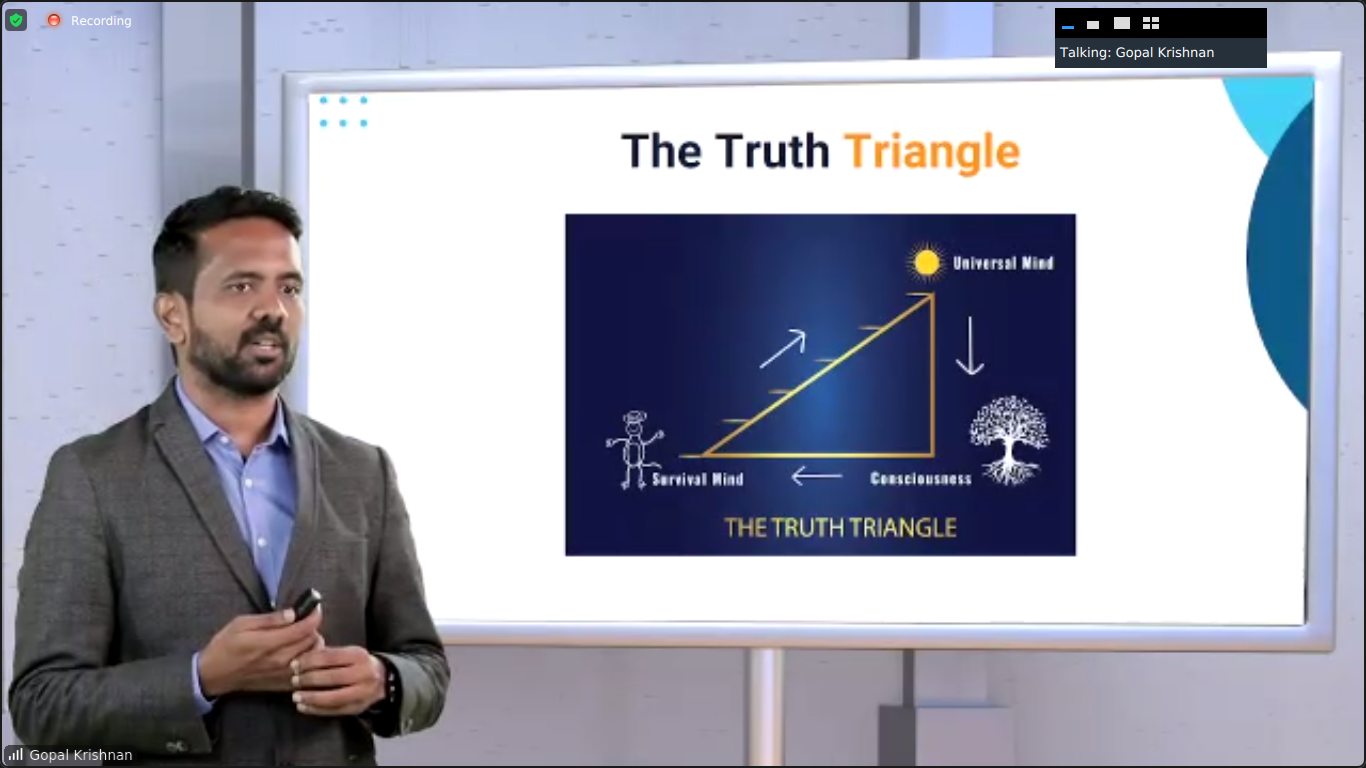 Recording
Talking: Gopal Krishnan
The Truth Triangle
Universal Mind
Survival Mind
Consciousness
THE TRUTH TRIANGLE
Gopal Krishnan